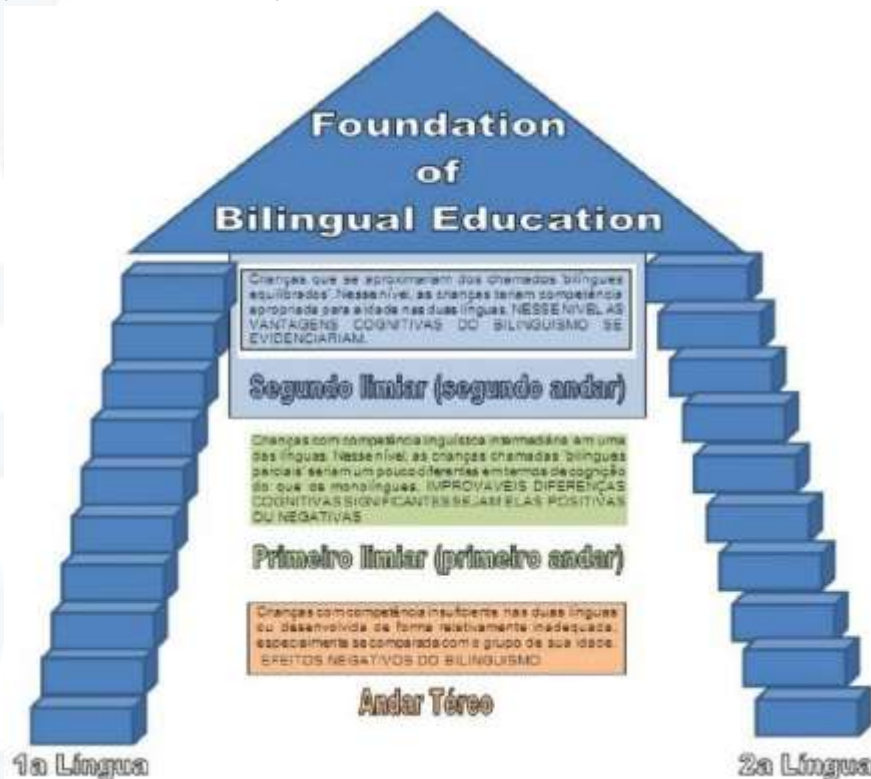 Foundation
of
Bilingual Education
Crianças que se aproximariam dos chamados 'bilíngues
equilibrados'. Nesse nível, as crianças teriam competência
apropriada para a idade nas duas línguas. NESSE NIVEL AS
VANTAGENS COGNITIVAS DO BILINGUISMO SE
EVIDENCIARIAM.
Segundo limiar (segundo andar)
Crianças com competência linguística intermediária em uma
das línguas. Nesse nível, as crianças chamadas 'bilíngues
parciais' seriam um pouco diferentes em termos de cognição
do que os monolíngues. IMPROVAVEIS DIFERENÇAS
COGNITIVAS SIGNIFICANTES SEJAM ELAS POSITIVAS
OU NEGATIVAS
Primeiro limiar (primeiro andar)
Crianças com competência insuficiente nas duas línguas
ou desenvolvida de forma relativamente inadequada,
especialmente se comparada com o grupo de sua idade.
EFEITOS NEGATIVOS DO BILINGUISMO
Andar Téreo
1a Língua
2a Língua